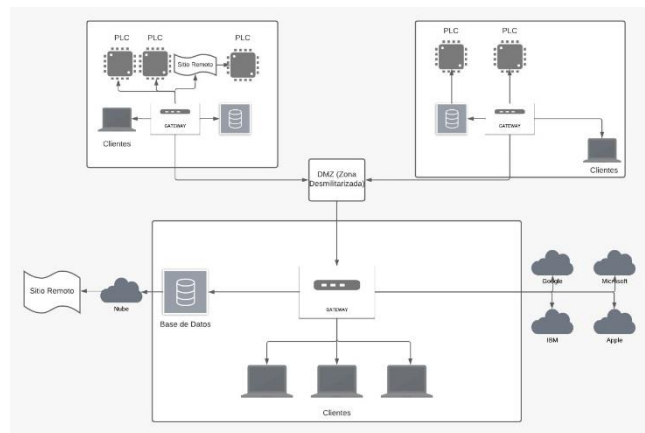 PLC
PLC
PLC
Sitio Remoto
GATEWAY
Clientes
PLC
PLC
GATEWAY
Clientes
DMZ (Zona
Desmilitarizada)
Sitio Remoto
Nube
Base de Datos
GATEWAY
Clientes
Google
Microsoft
IBM
Apple